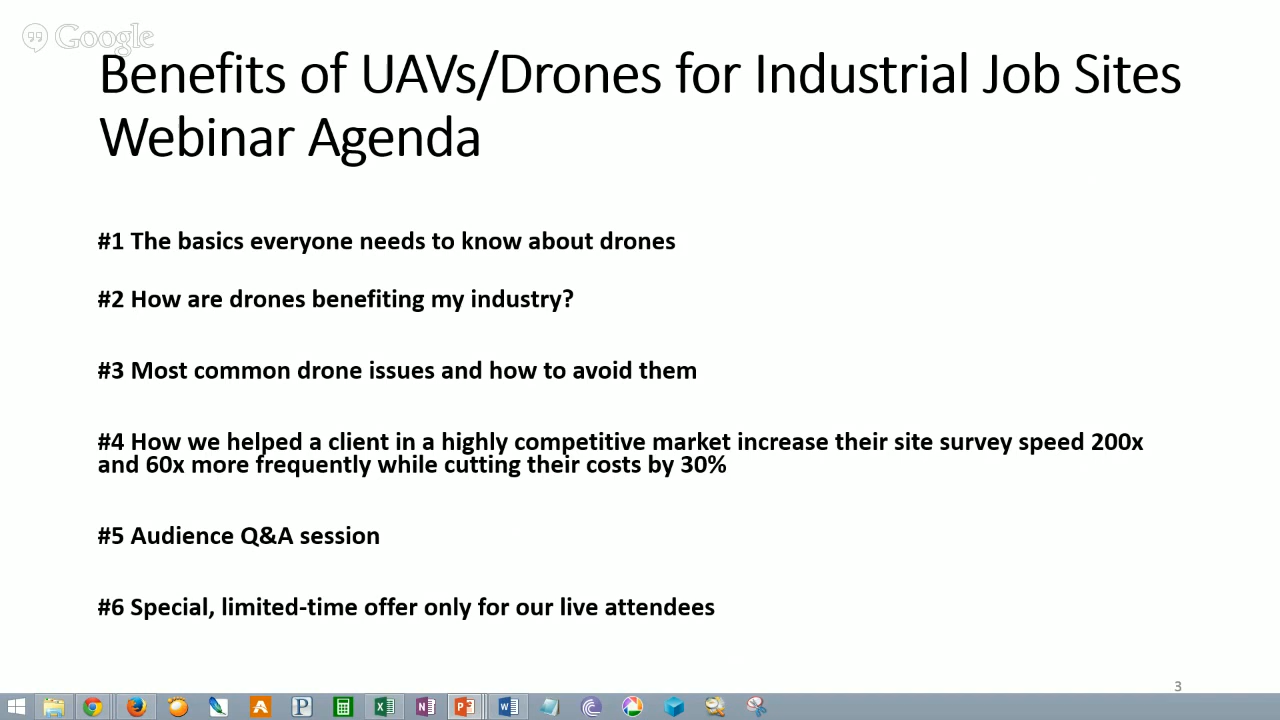 Google
Benefits of UAVs/Drones for Industrial Job Sites
Webinar Agenda
#1 The basics everyone needs to know about drones
#2 How are drones benefiting my industry?
#3 Most common drone issues and how to avoid them
#4 How we helped a client in a highly competitive market increase their site survey speed 200x
and 60x more frequently while cutting their costs by 30%
#5 Audience Q&A session
#6 Special, limited-time offer only for our live attendees
3